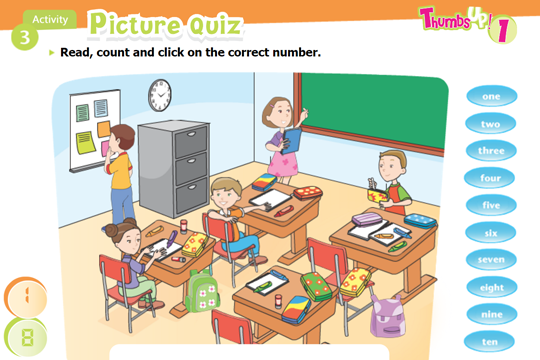 Activity
3
Picture Quiz
Thumbs Up! 1
Read, count and click on the correct number.
one
two
three
four
five
six
seven
eight
nine
ten
1
8